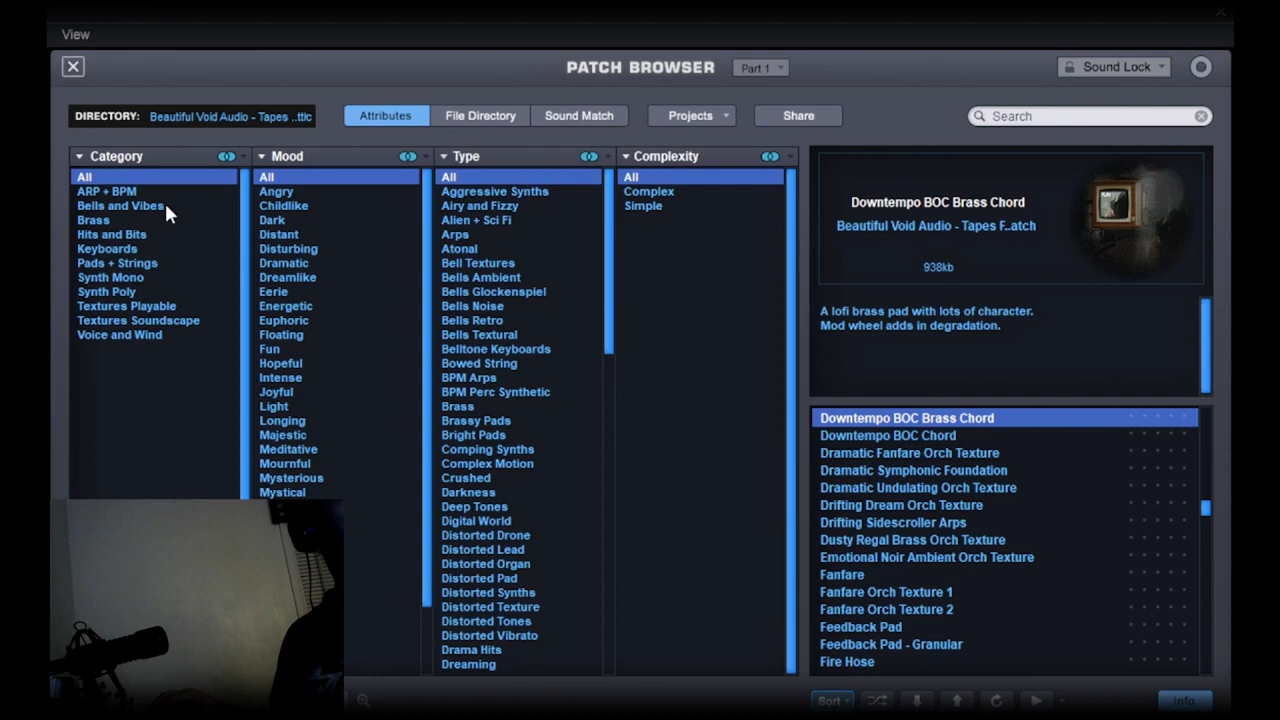 View
PATCH BROWSER
Part 1
Sound Lock
DIRECTORY: Beautiful Void Audio - Tapes ..ttic
Attributes
File Directory
Sound Match
Projects
Share
Search
Category
All
ARP + BPM
Bells and Vibes
Brass
Hits and Bits
Keyboards
Pads + Strings
Synth Mono
Synth Poly
Textures Playable
Textures Soundscape
Voice and Wind
Mood
All
Angry
Childlike
Dark
Distant
Disturbing
Dramatic
Dreamlike
Eerie
Energetic
Euphoric
Floating
Fun
Hopeful
Intense
Joyful
Light
Longing
Majestic
Meditative
Mournful
Mysterious
Mystical
Type
All
Aggressive Synths
Airy and Fizzy
Alien + Sci Fi
Arps
Atonal
Bell Textures
Bells Ambient
Bells Glockenspiel
Bells Noise
Bells Retro
Bells Textural
Belltone Keyboards
Bowed String
BPM Arps
BPM Perc Synthetic
Brass
Brassy Pads
Bright Pads
Comping Synths
Complex Motion
Crushed
Darkness
Deep Tones
Digital World
Distorted Drone
Distorted Lead
Distorted Organ
Distorted Pad
Distorted Synths
Distorted Texture
Distorted Tones
Distorted Vibrato
Drama Hits
Dreaming
Complexity
All
Complex
Simple
Downtempo BOC Brass Chord
Beautiful Void Audio - Tapes F..atch
938kb
A lofi brass pad with lots of character.
Mod wheel adds in degradation.
Downtempo BOC Brass Chord
Downtempo BOC Chord
Dramatic Fanfare Orch Texture
Dramatic Symphonic Foundation
Dramatic Undulating Orch Texture
Drifting Dream Orch Texture
Drifting Sidescroller Arps
Dusty Regal Brass Orch Texture
Emotional Noir Ambient Orch Texture
Fanfare
Fanfare Orch Texture 1
Fanfare Orch Texture 2
Feedback Pad
Feedback Pad - Granular
Fire Hose
Sort
Info